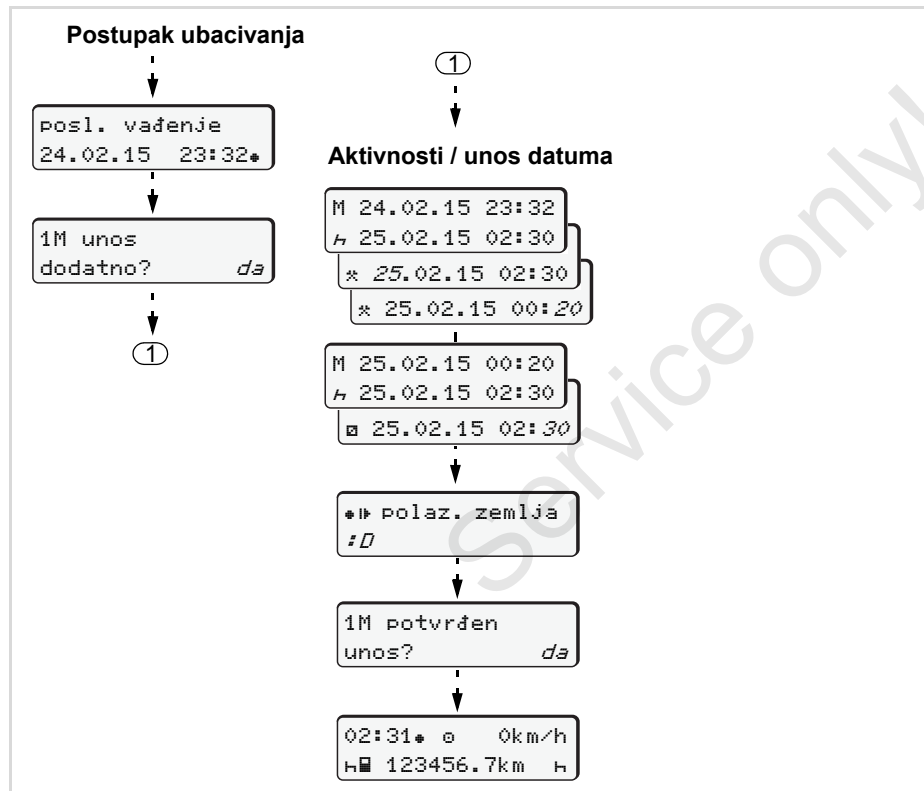 Postupak ubacivanja
posl. vađenje
24.02.15 23:32
1M unos
dodatno? da
1
1
Aktivnosti / unos datuma
M 24.02.15 23:32
25.02.15 02:30
25.02.15 02:30
25.02.15 00:20
M 25.02.15 00:20
25.02.15 02:30
25.02.15 02:30
polaz. zemlja
:D
1M potvrđen
unos? da
02:31 0km/h
123456.7km
Service only!